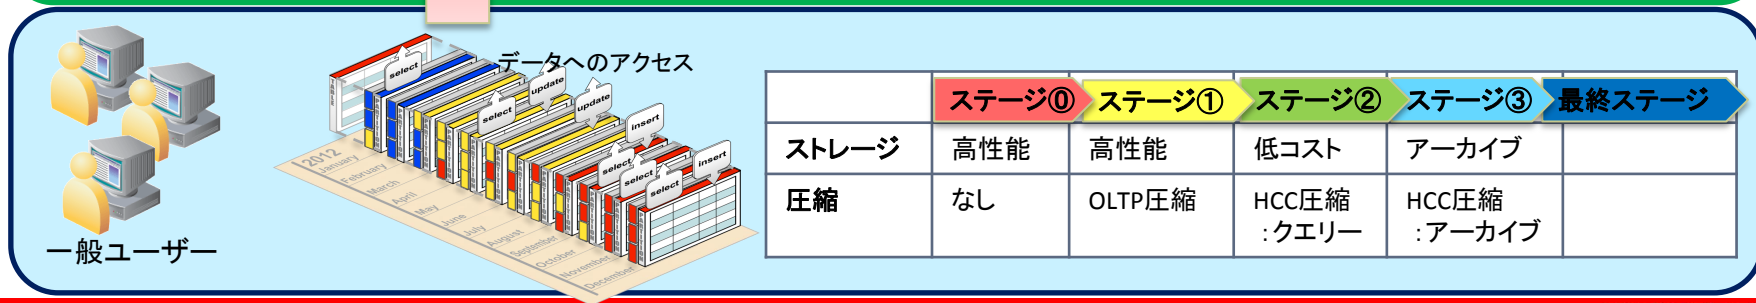 データへのアクセス
select
update
select
update
insert
select
insert
select
select
TABLE
2012
January
February
March
April
May
June
July
August
September
October
November
December
一般ユーザー
ステージ⓪ ステージ① ステージ② ステージ③ 最終ステージ
ストレージ 高性能 高性能 低コスト アーカイブ
圧縮 なし OLTP圧縮 HCC圧縮 HCC圧縮
:クエリー :アーカイブ